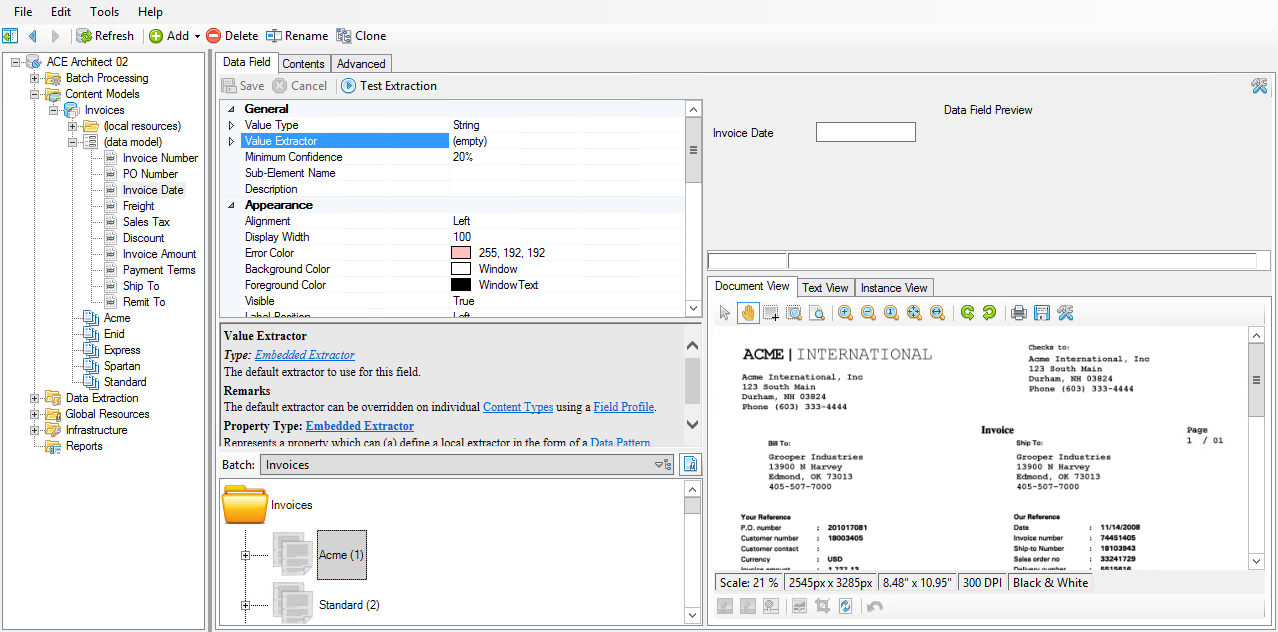 File Edit Tools Help
Refresh Add Delete Rename Clone
ACE Architect 02
Batch Processing
Content Models
Invoices
(local resources)
(data model)
Invoice Number
PO Number
Invoice Date
Freight
Sales Tax
Discount
Invoice Amount
Payment Terms
Ship To
Remit To
Acme
Enid
Express
Spartan
Standard
Data Extraction
Global Resources
Infrastructure
Reports
Data Field Contents Advanced
Save Cancel Test Extraction
General
Value Type String
Value Extractor (empty)
Minimum Confidence 20%
Sub-Element Name
Description
Appearance
Alignment Left
Display Width 100
Error Color 255, 192, 192
Background Color Window
Foreground Color WindowText
Visible True
Label Position Left
Value Extractor
Type: Embedded Extractor
The default extractor to use for this field.
Remarks
The default extractor can be overridden on individual Content Types using a Field Profile.
Property Type: Embedded Extractor
Represents a property which can (a) define a local extractor in the form of a Data Pattern
Batch: Invoices
Invoices
Acme (1)
Standard (2)
Data Field Preview
Invoice Date
Document View Text View Instance View
ACME | INTERNATIONAL
Acme International, Inc
123 South Main
Durham, NH 03824
Phone (603) 333-4444
Checks to:
Acme International, Inc
123 South Main
Durham, NH 03824
Phone (603) 333-4444
Invoice
Page
1 / 01
Bill To:
Grooper Industries
13900 N Harvey
Edmond, OK 73013
405-507-7000
Ship To:
Grooper Industries
13900 N Harvey
Edmond, OK 73013
405-507-7000
Your Reference
P.O. number : 201017081
Customer number : 18003405
Customer contact :
Currency : USD
Invoice amount : 1,227.13
Our Reference
Date : 11/14/2008
Invoice number : 74451405
Ship-to Number : 18103943
Sales order no : 33241729
Delivery number : 5515616
Scale: 21 % 2545px x 3285px 8.48" x 10.95" 300 DPI Black & White